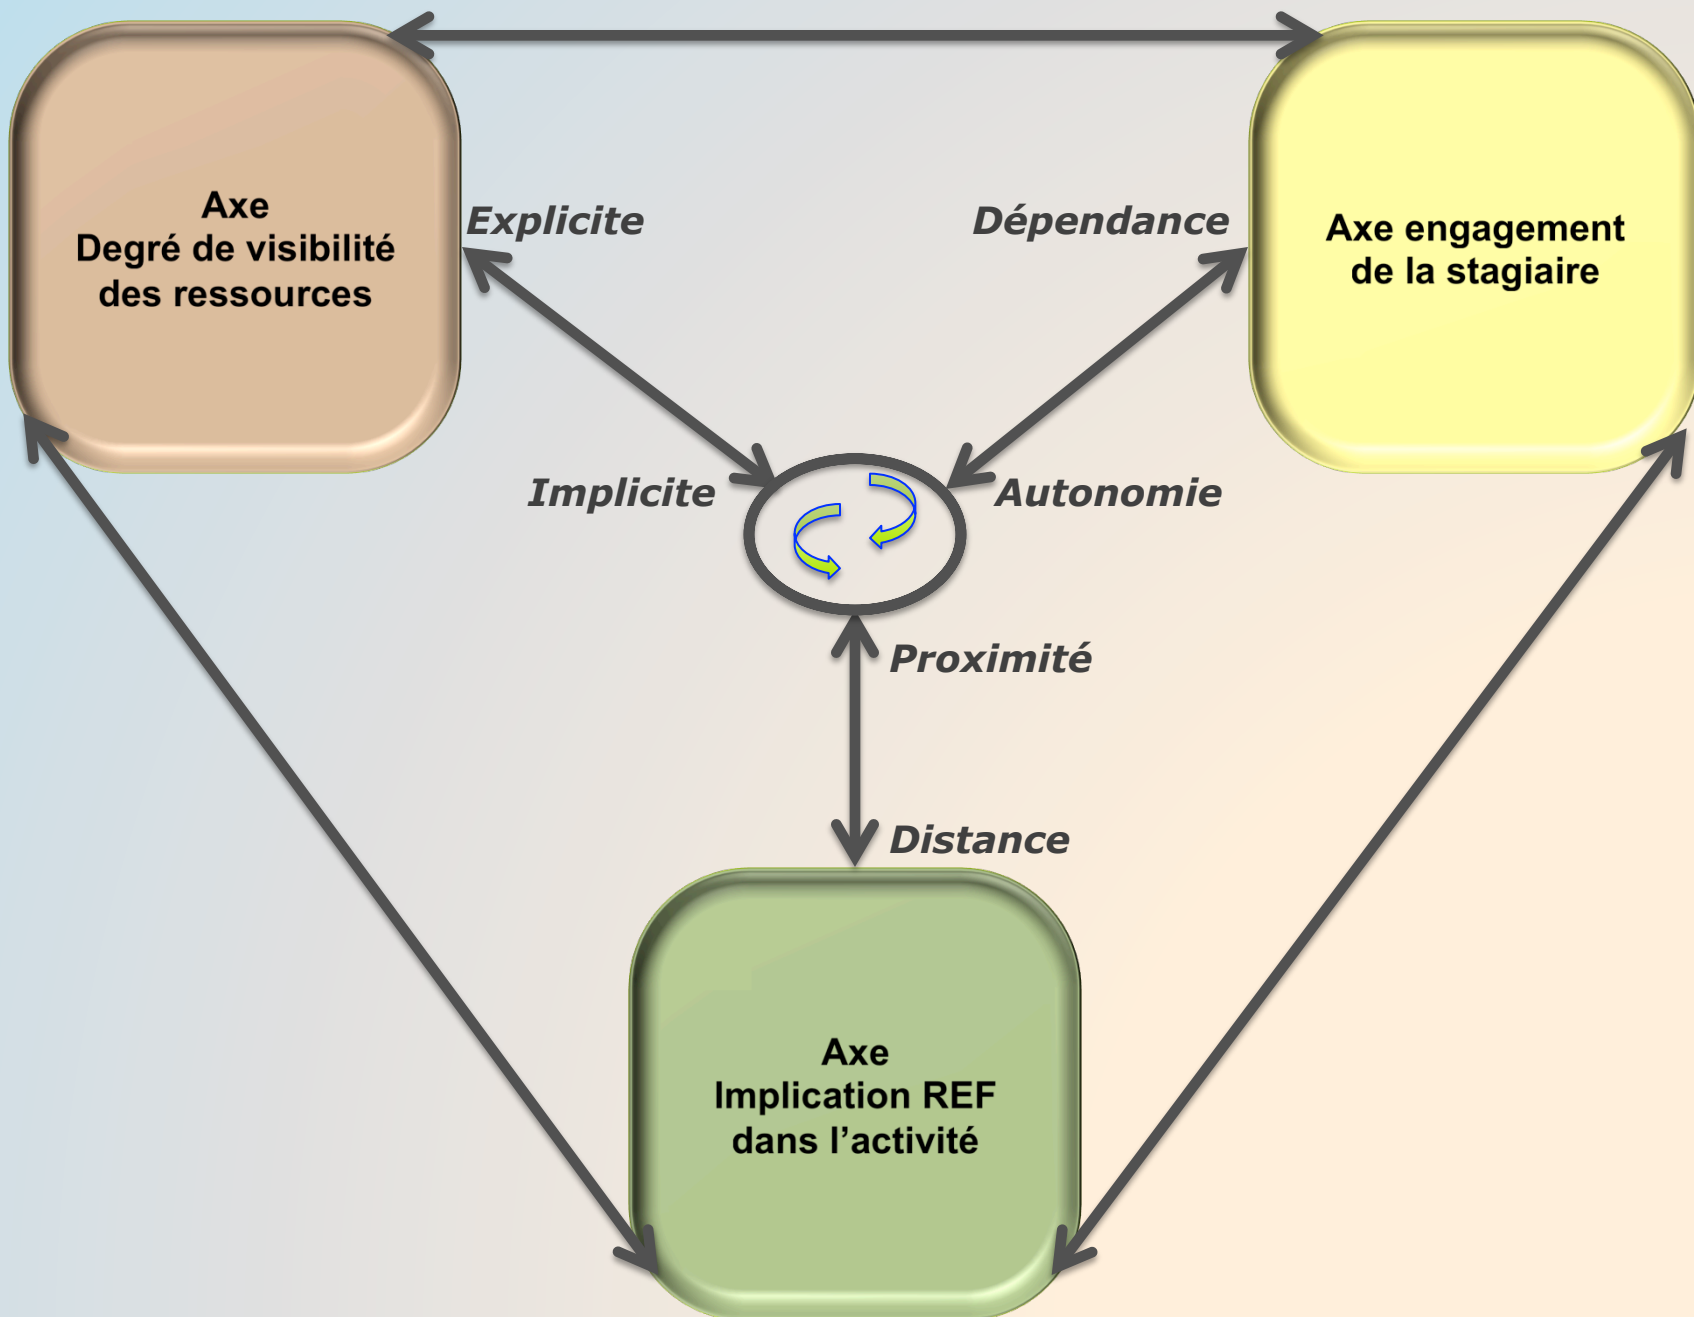 Axe
Degré de visibilité
des ressources
Explicite
Dépendance
Axe engagement
de la stagiaire
Implicite
Autonomie
Proximité
Distance
Axe
Implication REF
dans l’activité